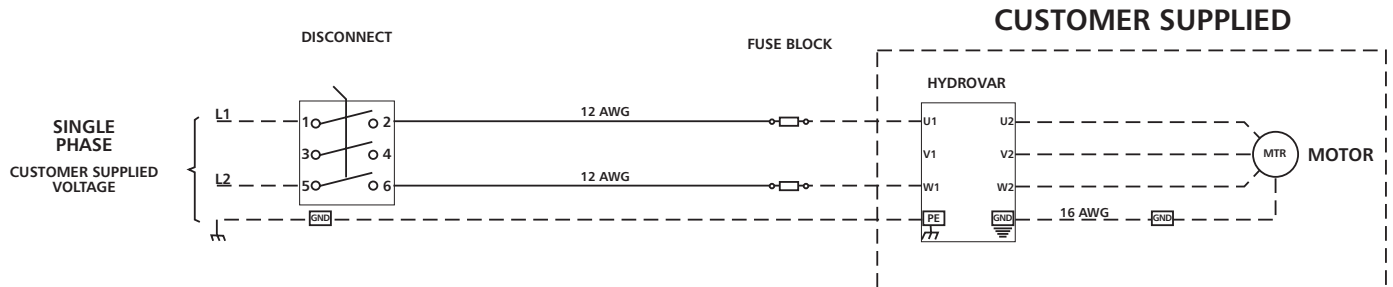 CUSTOMER SUPPLIED
DISCONNECT
FUSE BLOCK
HYDROVAR
L1
12 AWG
1
2
U1
U2
SINGLE
PHASE
CUSTOMER SUPPLIED
VOLTAGE
3
4
V1
V2
MTR
MOTOR
L2
12 AWG
5
6
W1
W2
GND
PE
GND
16 AWG
GND